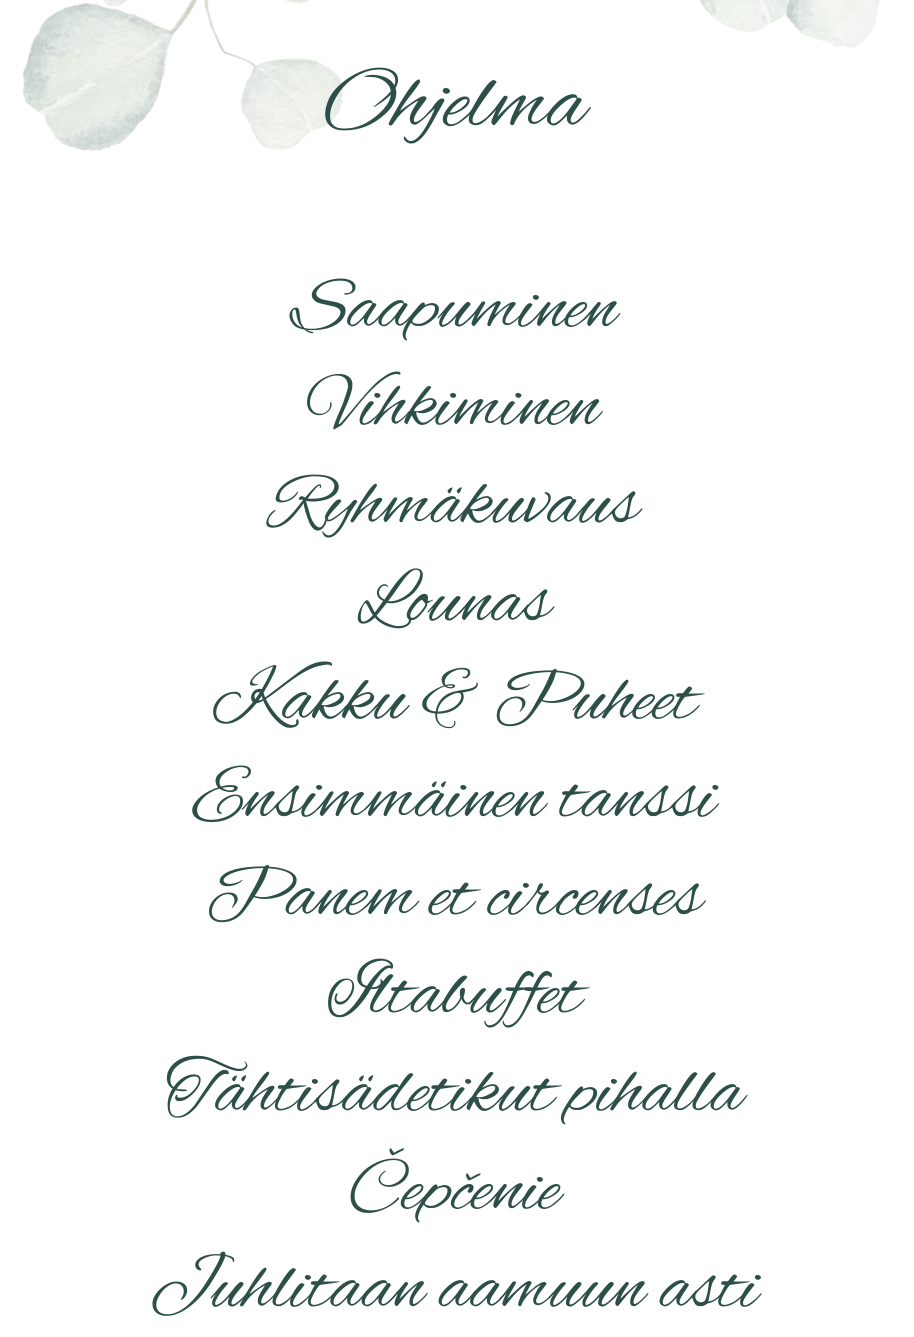 Ohjelma
Saapuminen
Vihkiminen
Ryhmäkuvaus
Lounas
Kakku & Puheet
Ensimmäinen tanssi
Panem et circenses
Iltabuffet
Tähtisädetikut pihalla
Čepčenie
Juhlitaan aamuun asti